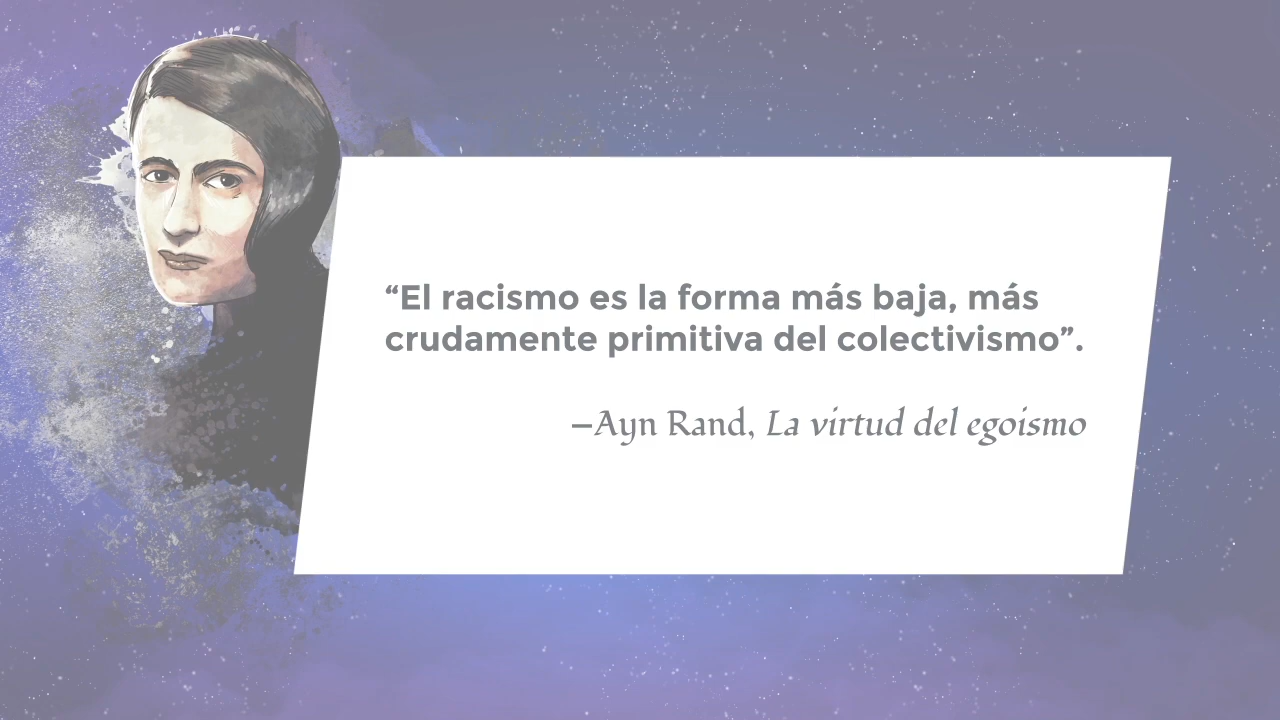 “El racismo es la forma más baja, más
crudamente primitiva del colectivismo”.
—Ayn Rand, La virtud del egoismo